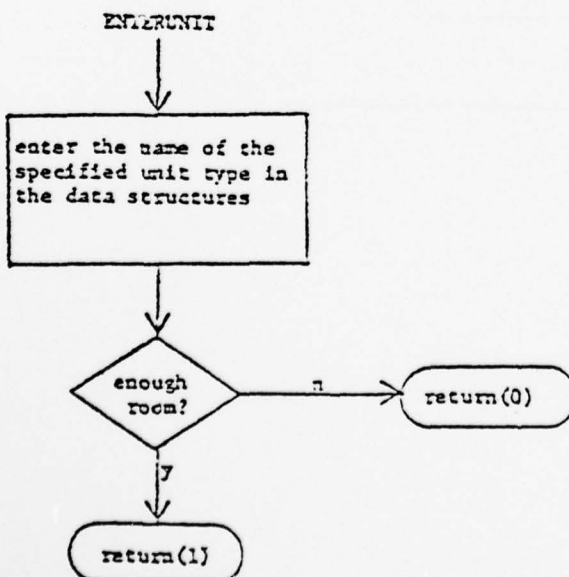 ENTERUNIT
enter the name of the
specified unit type in
the data structures
enough
room?
n
return(0)
y
return(1)